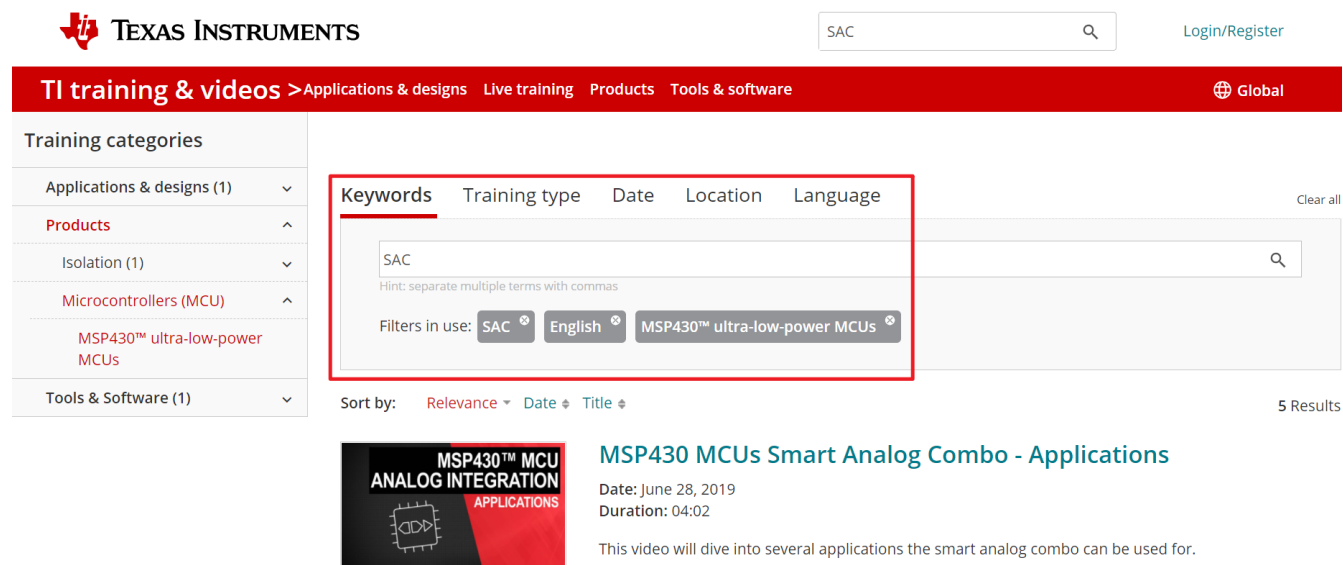 TEXAS INSTRUMENTS
SAC
Login/Register
TI training & videos >
Applications & designs Live training Products Tools & software
Global
Training categories
Applications & designs (1)
Products
Isolation (1)
Microcontrollers (MCU)
MSP430™ ultra-low-power
MCUs
Tools & Software (1)
Keywords Training type Date Location Language
Clear all
SAC
Hint: separate multiple terms with commas
Filters in use: SAC English MSP430™ ultra-low-power MCUs
Sort by: Relevance Date Title
5 Results
MSP430™ MCU
ANALOG INTEGRATION
APPLICATIONS
MSP430 MCUs Smart Analog Combo - Applications
Date: June 28, 2019
Duration: 04:02
This video will dive into several applications the smart analog combo can be used for.